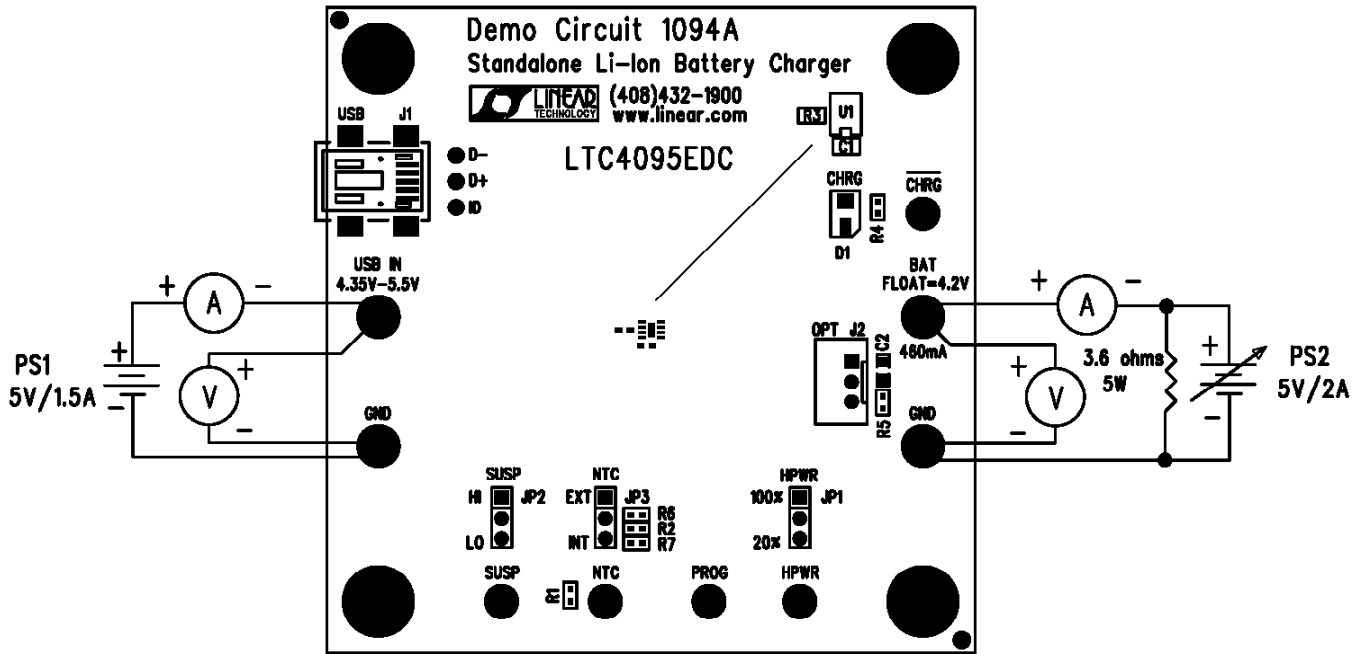 Demo Circuit 1094A
Standalone Li-Ion Battery Charger
LINEAR TECHNOLOGY
(408)432-1900
www.linear.com
LTC4095EDC
R3
U1
C1
USB J1
D-
D+
ID
CHRG
CHRG
D1
R4
USB IN
4.35V-5.5V
BAT
FLOAT=4.2V
+ A -
+ A -
PS1
5V/1.5A
+
-
+
V
-
OPT J2
C2
460mA
R5
3.6 ohms
5W
+
V
-
+
-
PS2
5V/2A
GND
GND
SUSP
HI
JP2
LO
NTC
EXT
JP3
INT
R6
R2
R7
HPWR
100%
JP1
20%
SUSP
R1
NTC
PROG
HPWR